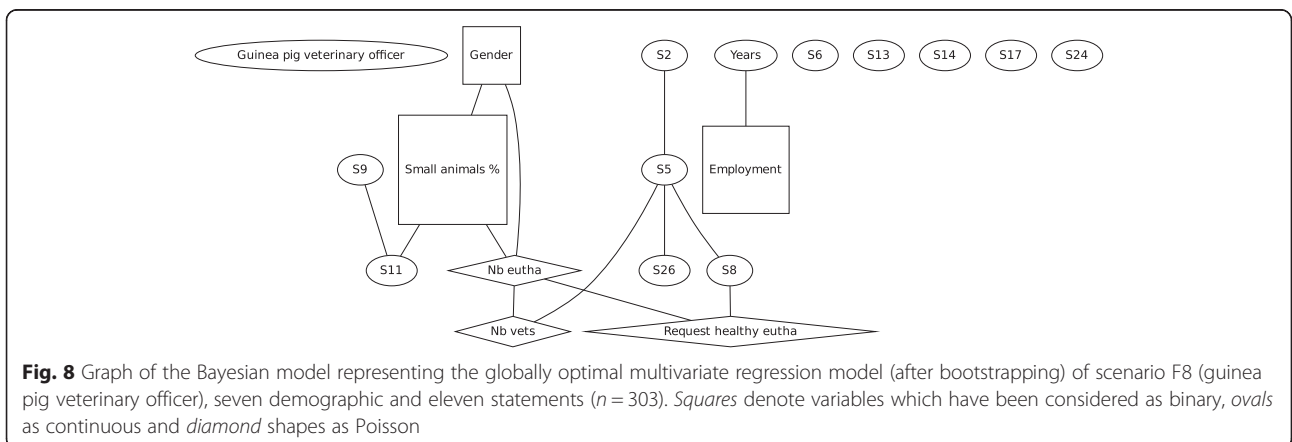 Guinea pig veterinary officer
Gender
S2
Years
S6
S13
S14
S17
S24
S9
Small animals %
S5
Employment
S11
Nb eutha
S26
S8
Nb vets
Request healthy eutha
Fig. 8 Graph of the Bayesian model representing the globally optimal multivariate regression model (after bootstrapping) of scenario F8 (guinea
pig veterinary officer), seven demographic and eleven statements (n = 303). Squares denote variables which have been considered as binary, ovals
as continuous and diamond shapes as Poisson